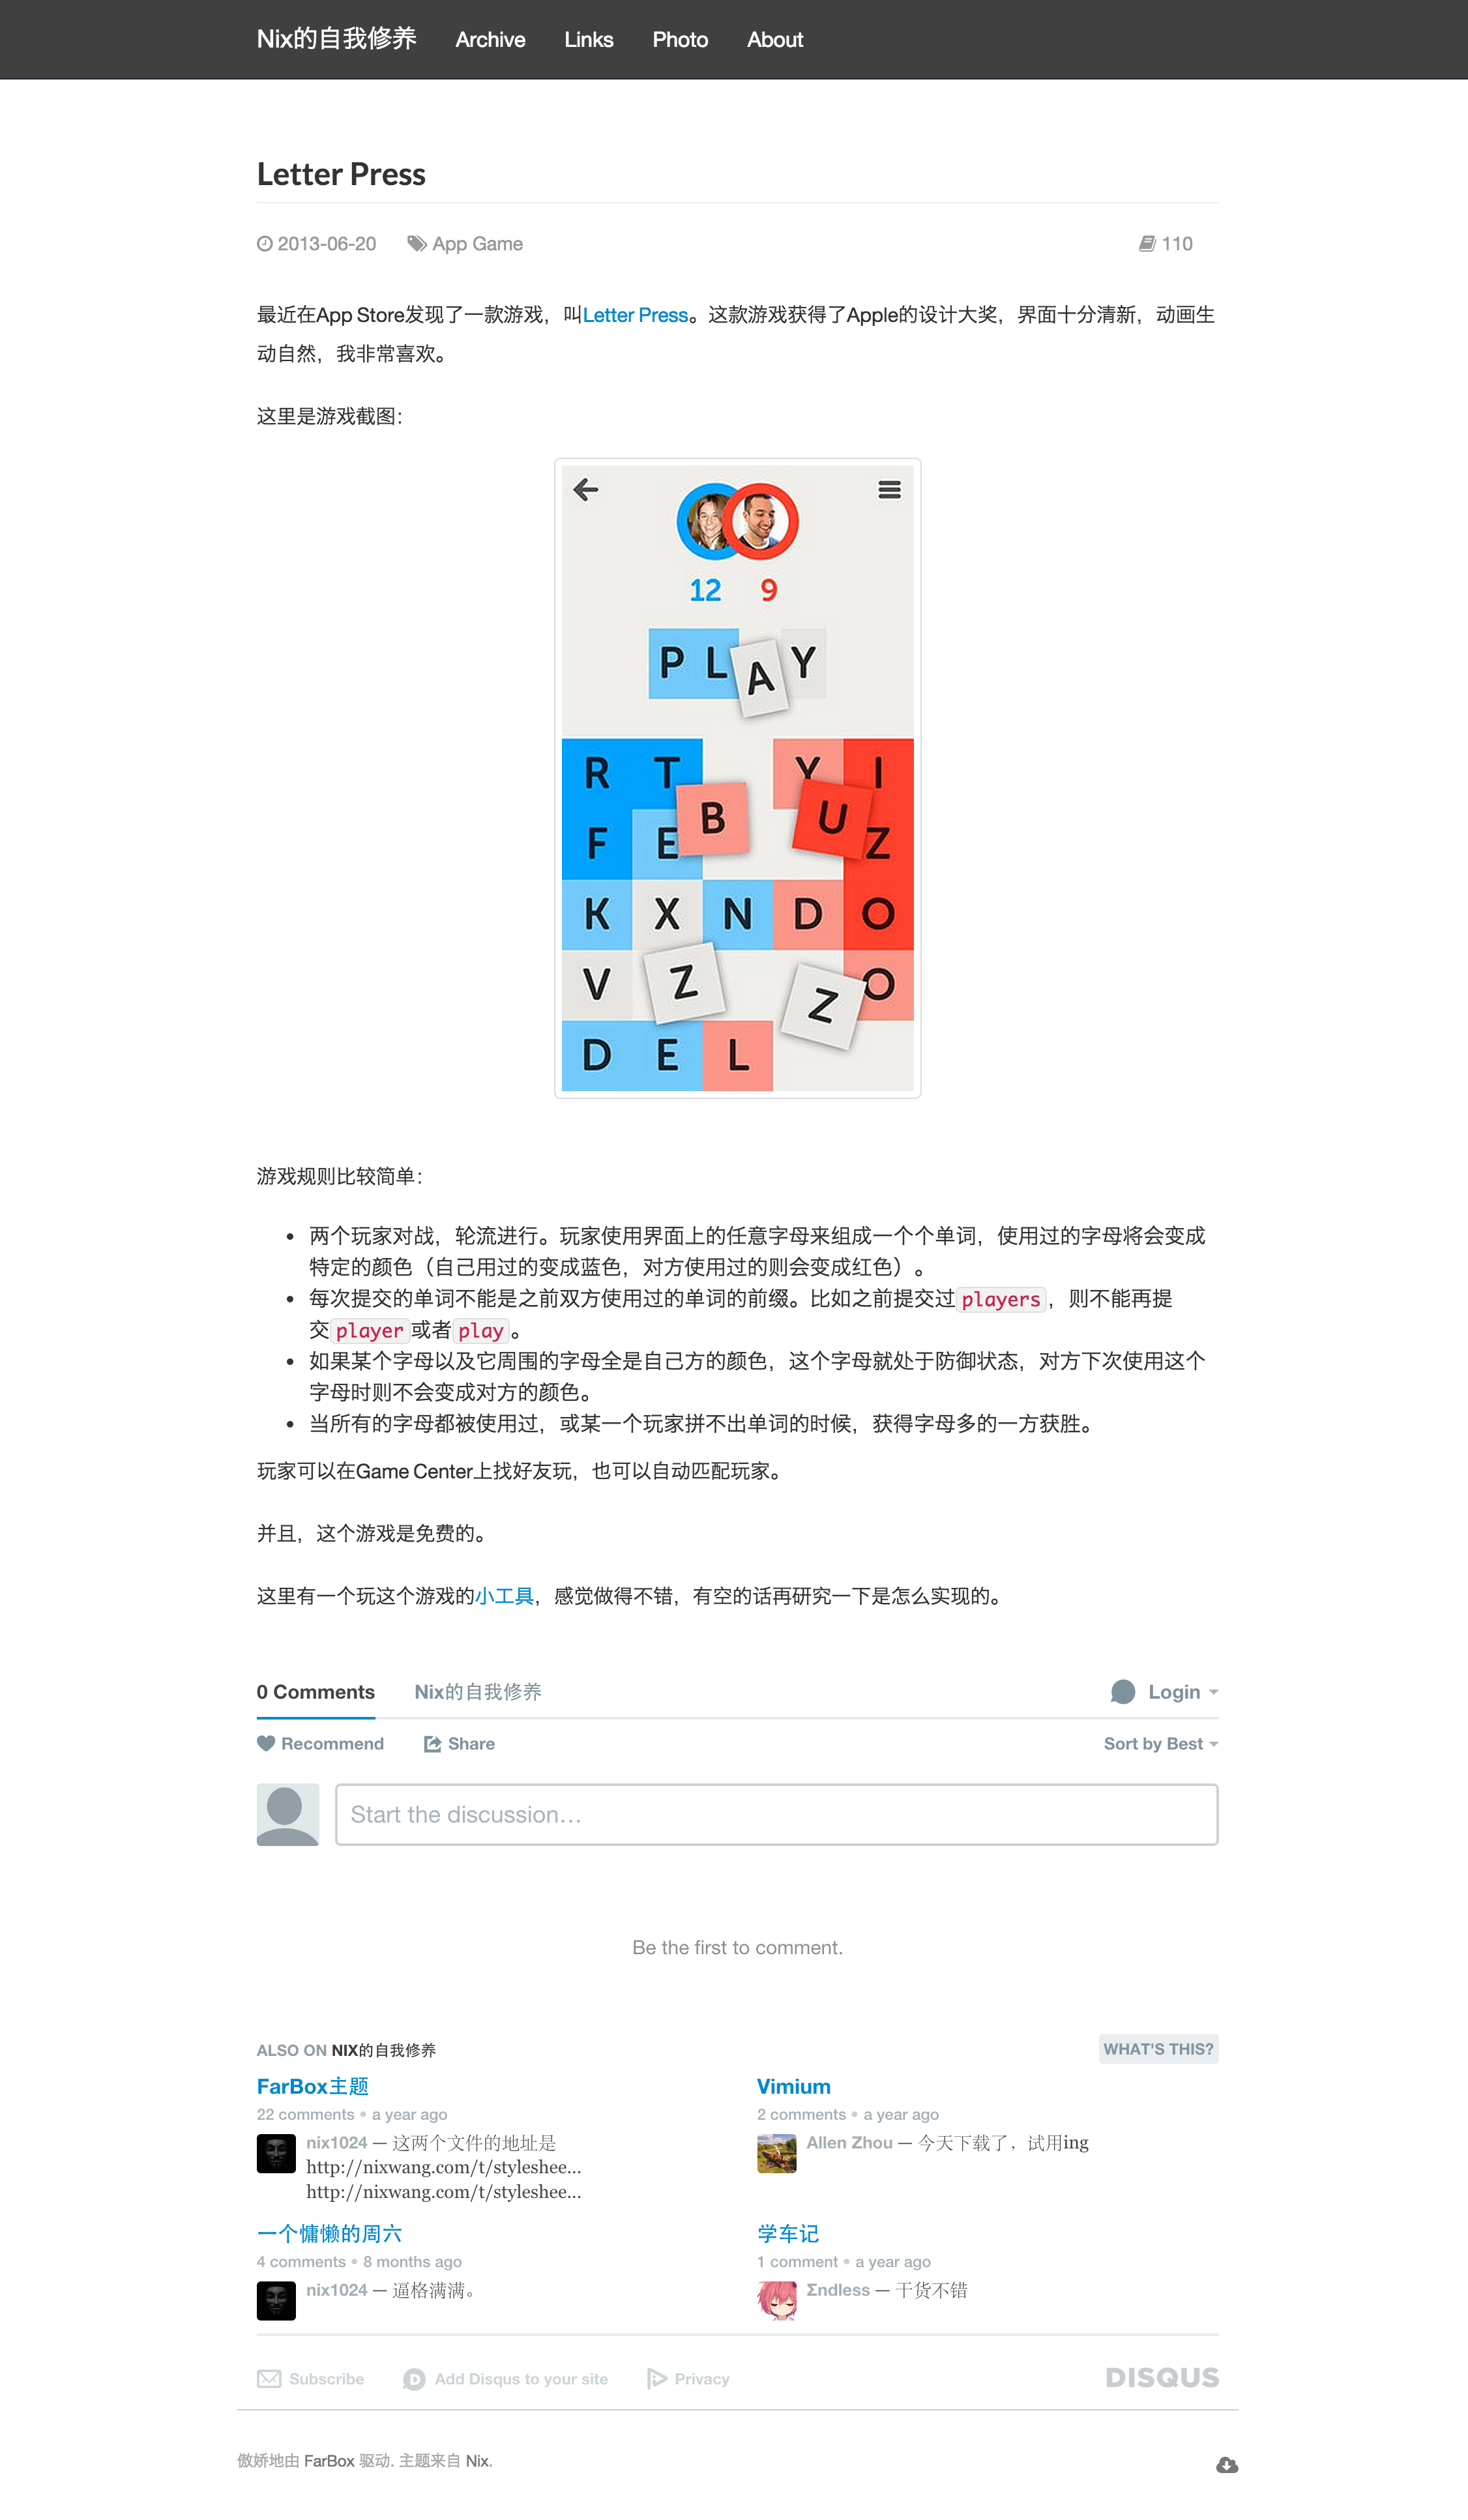 Nix的自我修养 Archive Links Photo About
Letter Press
2013-06-20 App Game 110
最近在App Store发现了一款游戏，叫Letter Press。这款游戏获得了Apple的设计大奖，界面十分清新，动画生
动自然，我非常喜欢。
这里是游戏截图：
12 9
P L A Y
R T Y I
B U
F E Z
K X N D O
V Z Z O
D E L
游戏规则比较简单：
• 两个玩家对战，轮流进行。玩家使用界面上的任意字母来组成一个个单词，使用过的字母将会变成
特定的颜色（自己用过的变成蓝色，对方使用过的则会变成红色）。
• 每次提交的单词不能是之前双方使用过的单词的前缀。比如之前提交过players，则不能再提
交player或者play。
• 如果某个字母以及它周围的字母全是自己方的颜色，这个字母就处于防御状态，对方下次使用这个
字母时则不会变成对方的颜色。
• 当所有的字母都被使用过，或某一个玩家拼不出单词的时候，获得字母多的一方获胜。
玩家可以在Game Center上找好友玩，也可以自动匹配玩家。
并且，这个游戏是免费的。
这里有一个玩这个游戏的小工具，感觉做得不错，有空的话再研究一下是怎么实现的。
0 Comments Nix的自我修养 Login
Recommend Share Sort by Best
Start the discussion…
Be the first to comment.
ALSO ON NIX的自我修养 WHAT'S THIS?
FarBox主题
22 comments • a year ago
nix1024 — 这两个文件的地址是
http://nixwang.com/t/styleshee…
http://nixwang.com/t/styleshee…
Vimium
2 comments • a year ago
Allen Zhou — 今天下载了，试用ing
一个慵懒的周六
4 comments • 8 months ago
nix1024 — 逼格满满。
学车记
1 comment • a year ago
Σndless — 干货不错
Subscribe D Add Disqus to your site Privacy DISQUS
傲娇地由 FarBox 驱动. 主题来自 Nix.